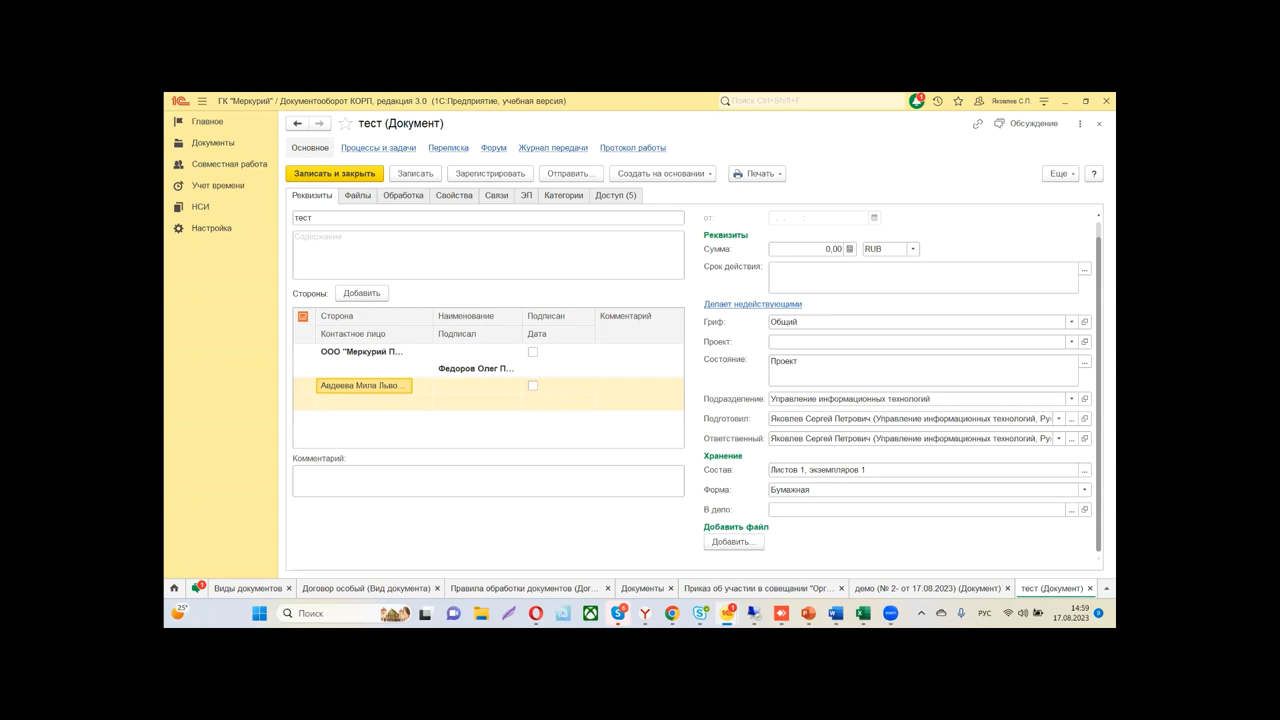 ГК "Меркурий" / Документооборот КОРП, редакция 3.0 (1С:Предприятие, учебная версия)
Поиск Ctrl+Shift+F
1
Яковлев С.П.
Главное
Документы
Совместная работа
Учет времени
НСИ
Настройка
тест (Документ)
Обсуждение
Основное Процессы и задачи Переписка Форум Журнал передачи Протокол работы
Записать и закрыть Записать Зарегистрировать Отправить... Создать на основании Печать Еще ?
Реквизиты Файлы Обработка Свойства Связи ЭП Категории Доступ (5)
тест
Содержание
Стороны: Добавить
Сторона Наименование Подписан Комментарий
Контактное лицо Подписал Дата
ООО "Меркурий П...
Федоров Олег П...
Авдеева Мила Льво...
Комментарий:
от: . . :
Реквизиты
Сумма: 0,00 RUB
Срок действия:
Делает недействующими
Гриф: Общий
Проект:
Состояние: Проект
Подразделение: Управление информационных технологий
Подготовил: Яковлев Сергей Петрович (Управление информационных технологий, Ру
Ответственный: Яковлев Сергей Петрович (Управление информационных технологий, Ру
Хранение
Состав: Листов 1, экземпляров 1
Форма: Бумажная
В дело:
Добавить файл
Добавить...
1 Виды документов Договор особый (Вид документа) Правила обработки документов (Дог... Документы Приказ об участии в совещании "Орг... демо (№ 2- от 17.08.2023) (Документ) тест (Документ)
25° Поиск РУС 14:59
17.08.2023